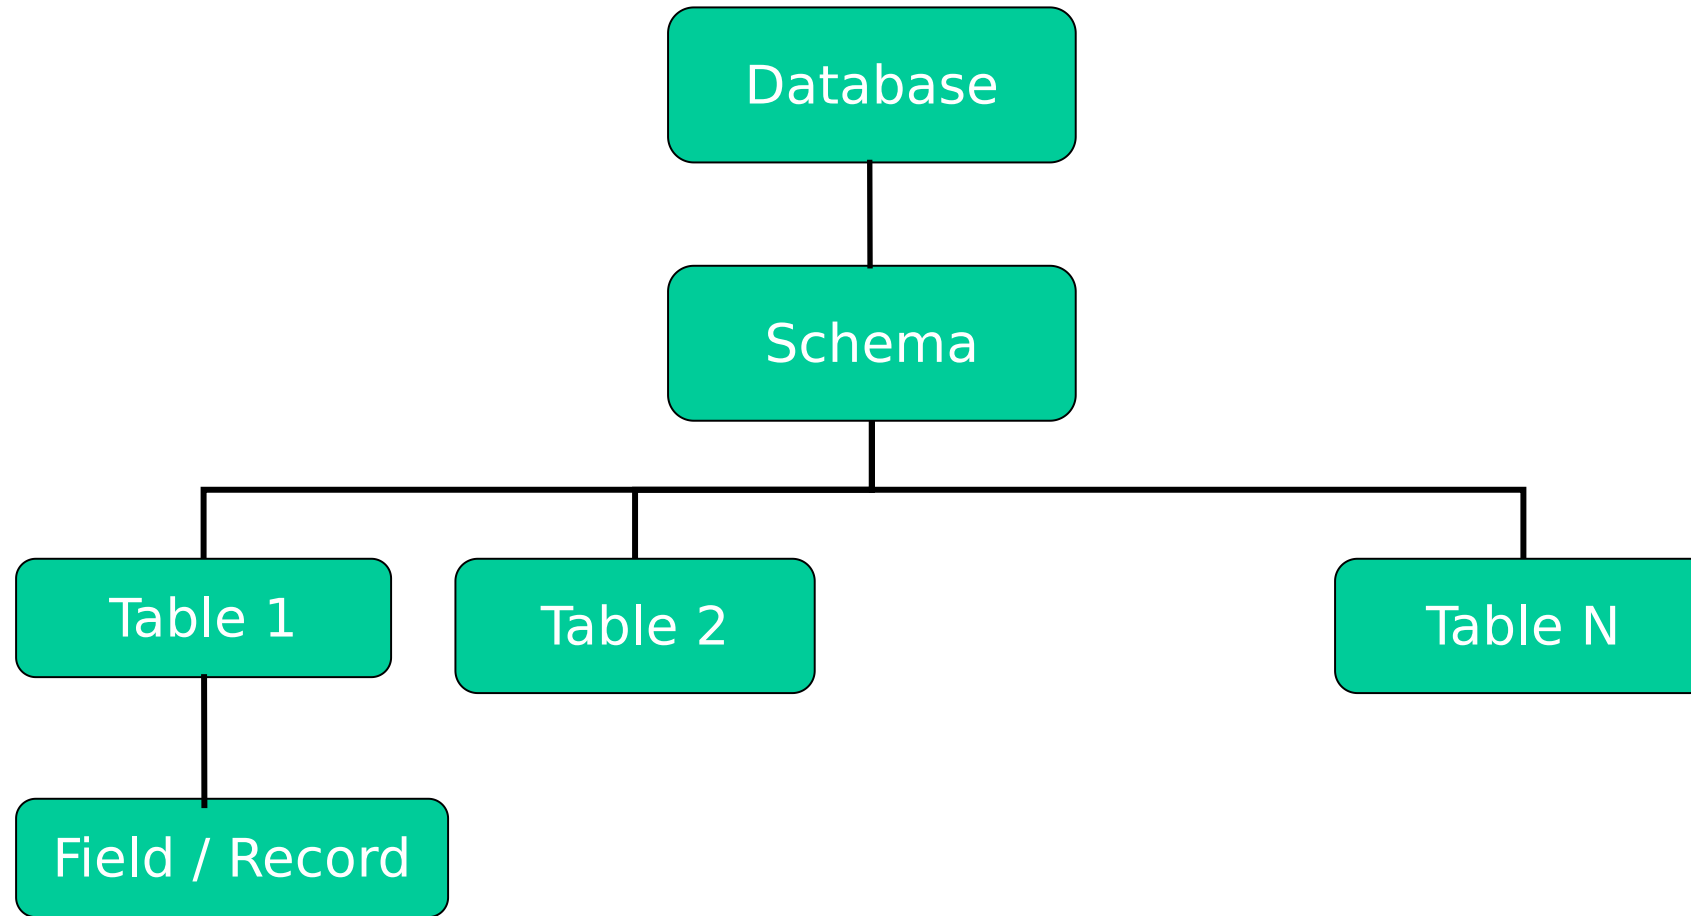 Database
Schema
Table 1
Table 2
Table N
Field / Record